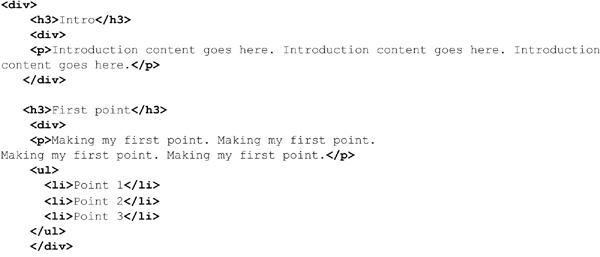 <div>
    <h3>Intro</h3>
    <div>
    <p>Introduction content goes here. Introduction content goes here. Introduction
content goes here.</p>
   </div>

   <h3>First point</h3>
    <div>
    <p>Making my first point. Making my first point.
Making my first point. Making my first point.</p>
    <ul>
      <li>Point 1</li>
      <li>Point 2</li>
      <li>Point 3</li>
    </ul>
    </div>